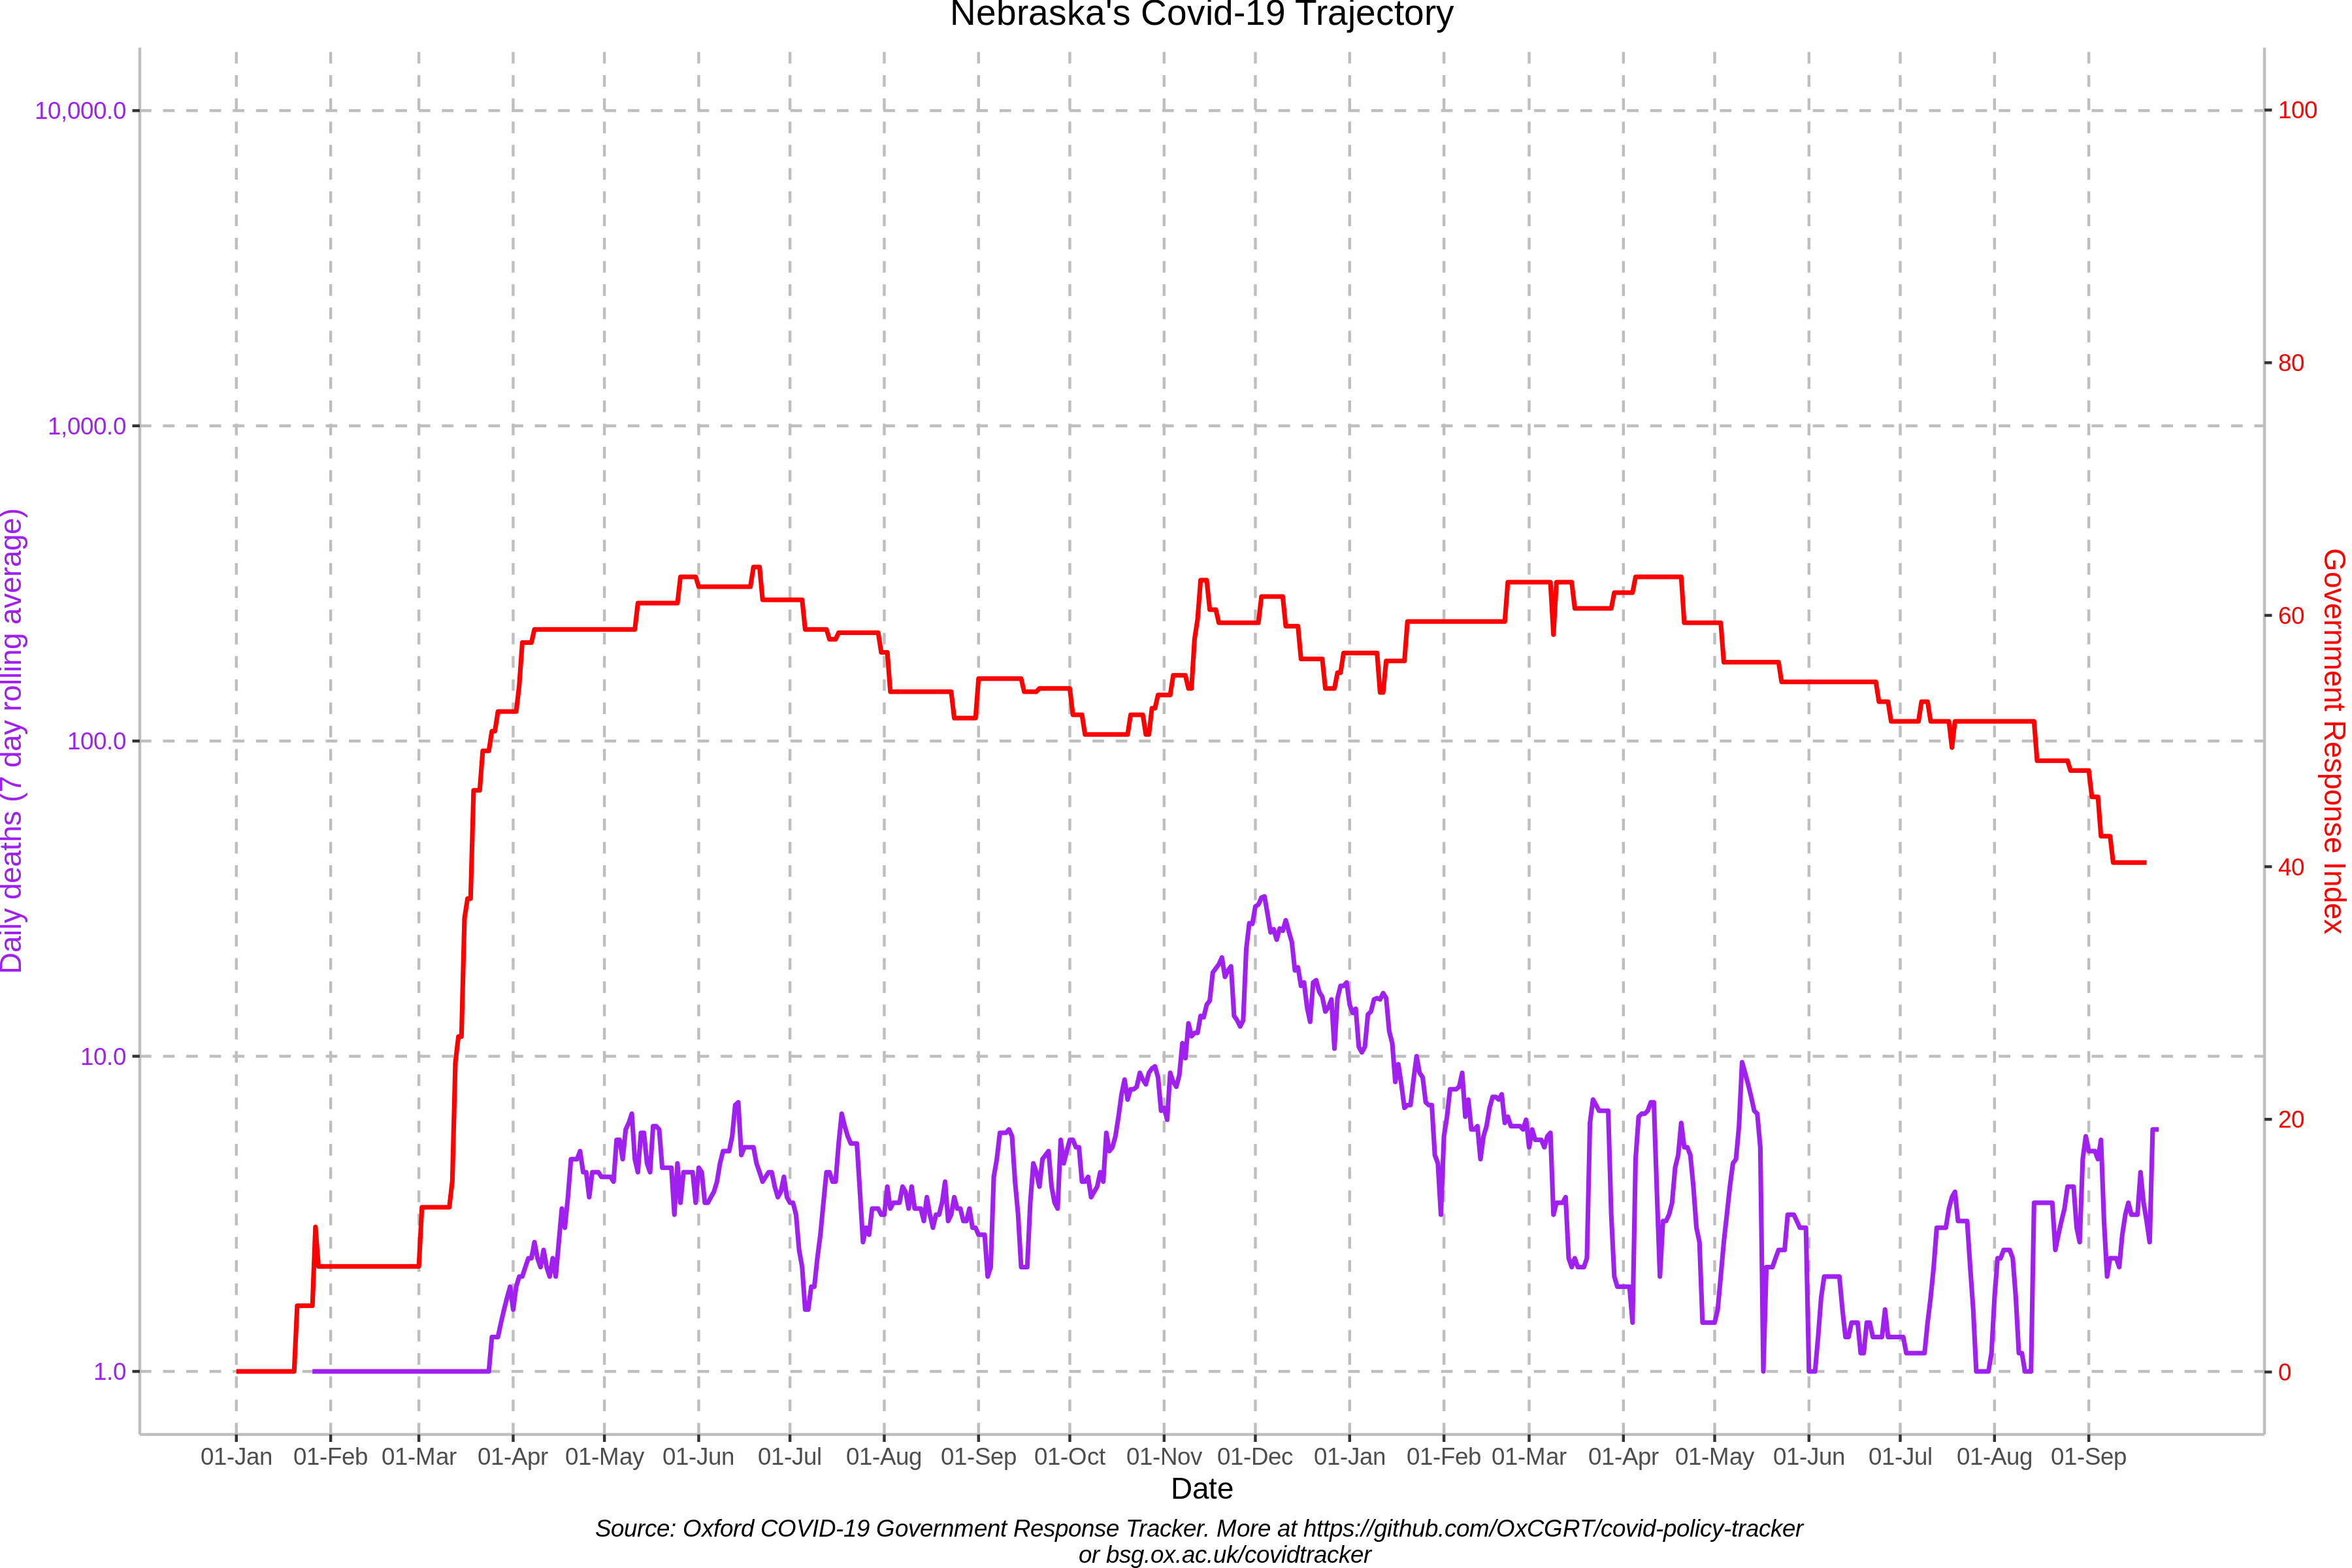 Nebraska's Covid-19 Trajectory
10,000.0
1,000.0
100.0
10.0
1.0
Daily deaths (7 day rolling average)
100
80
60
40
20
0
Government Response Index
01-Jan 01-Feb 01-Mar 01-Apr 01-May 01-Jun 01-Jul 01-Aug 01-Sep 01-Oct 01-Nov 01-Dec 01-Jan 01-Feb 01-Mar 01-Apr 01-May 01-Jun 01-Jul 01-Aug 01-Sep
Date
Source: Oxford COVID-19 Government Response Tracker. More at https://github.com/OxCGRT/covid-policy-tracker
or bsg.ox.ac.uk/covidtracker